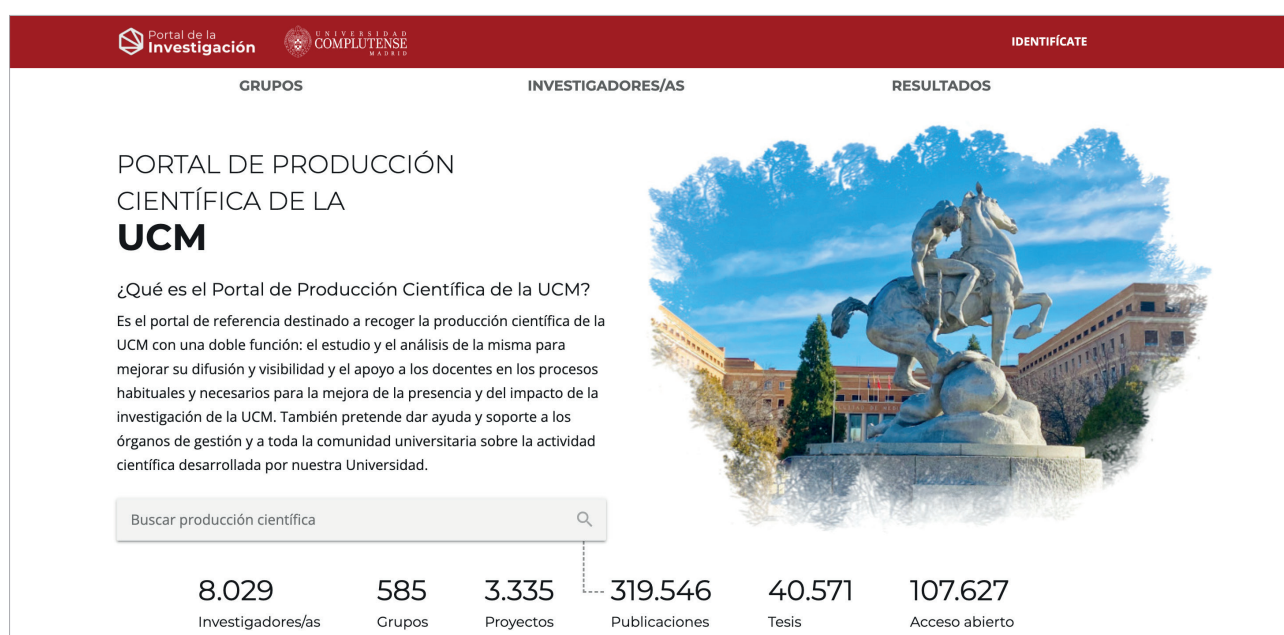 Portal de la
Investigación
UNIVERSIDAD
COMPLUTENSE
MADRID
IDENTIFÍCATE
GRUPOS
INVESTIGADORES/AS
RESULTADOS
PORTAL DE PRODUCCIÓN
CIENTÍFICA DE LA
UCM
¿Qué es el Portal de Producción Científica de la UCM?
Es el portal de referencia destinado a recoger la producción científica de la
UCM con una doble función: el estudio y el análisis de la misma para
mejorar su difusión y visibilidad y el apoyo a los docentes en los procesos
habituales y necesarios para la mejora de la presencia y del impacto de la
investigación de la UCM. También pretende dar ayuda y soporte a los
órganos de gestión y a toda la comunidad universitaria sobre la actividad
científica desarrollada por nuestra Universidad.
Buscar producción científica
8.029
Investigadores/as
585
Grupos
3.335
Proyectos
319.546
Publicaciones
40.571
Tesis
107.627
Acceso abierto